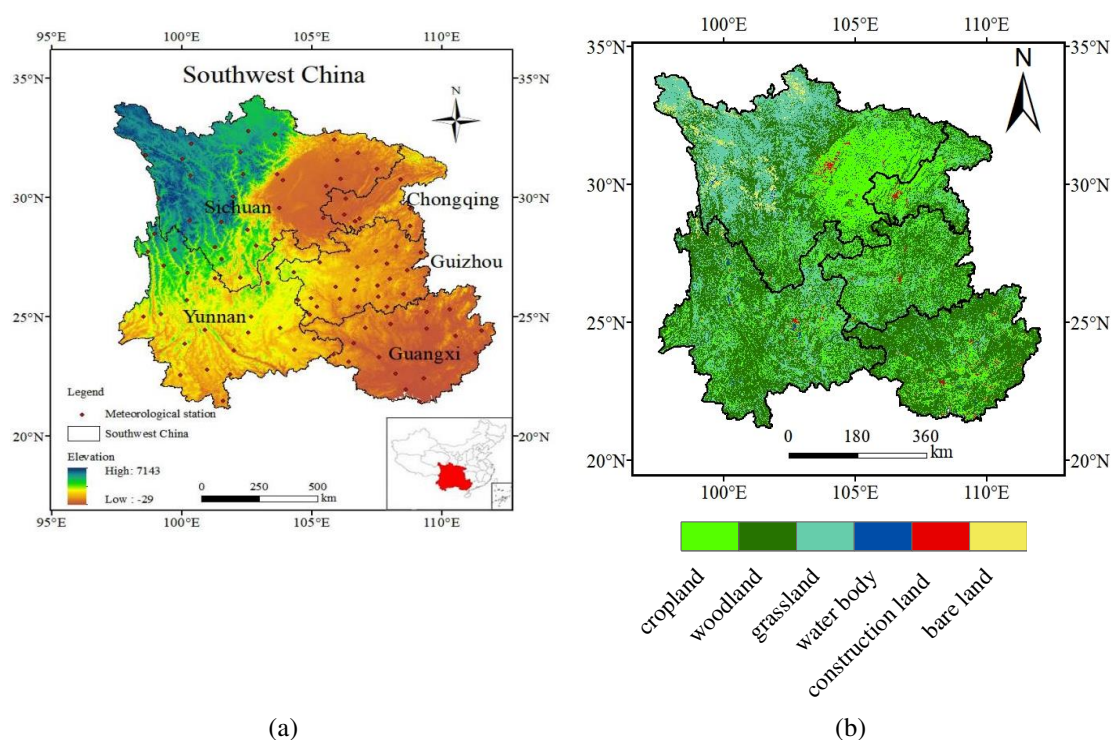 95°E 100°E 105°E 110°E
35°N
30°N
25°N
20°N
Southwest China
Sichuan
Chongqing
Guizhou
Yunnan
Guangxi
Legend
Meteorological station
Southwest China
Elevation
High: 7143
Low : -29
0 250 500
km
35°N
30°N
25°N
20°N
95°E 100°E 105°E 110°E
(a)
100°E 105°E 110°E
35°N
30°N
25°N
20°N
N
0 180 360
km
35°N
30°N
25°N
20°N
100°E 105°E 110°E
cropland
woodland
grassland
water body
construction land
bare land
(b)